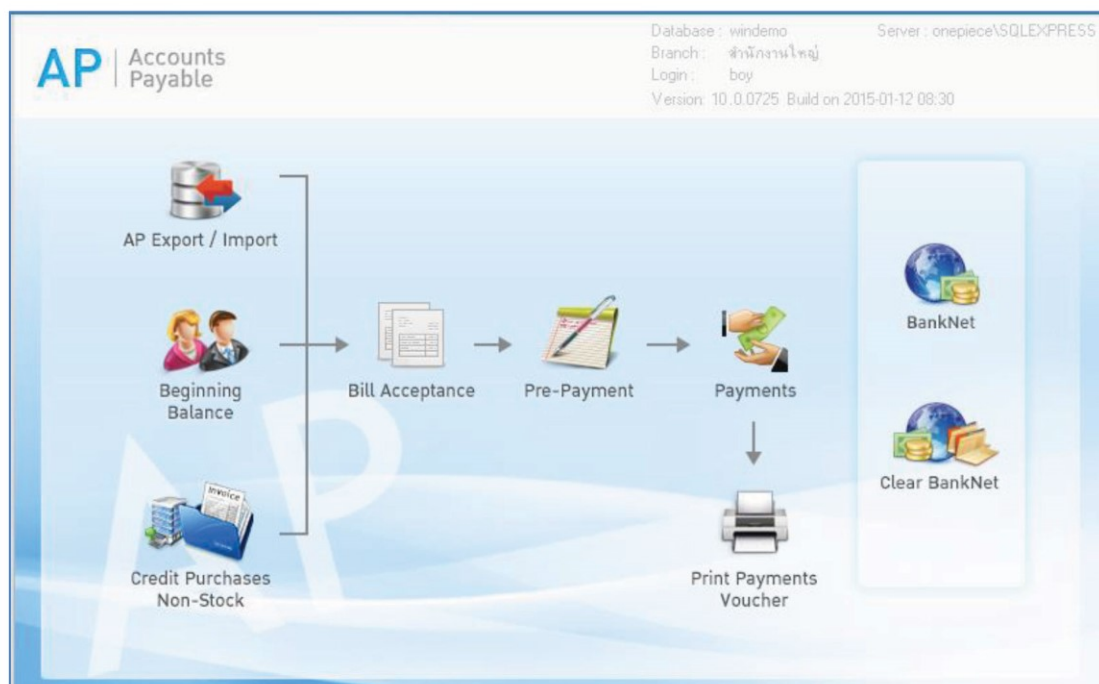 AP Accounts
Payable
Database : windemo Server : onepiece\SQLEXPRESS
Branch : สำนักงานใหญ่
Login : boy
Version: 10.0.0725 Build on 2015-01-12 08:30
AP Export / Import
Beginning
Balance
Bill Acceptance
Pre-Payment
Payments
BankNet
Clear BankNet
Invoice
Credit Purchases
Non-Stock
Print Payments
Voucher
AP